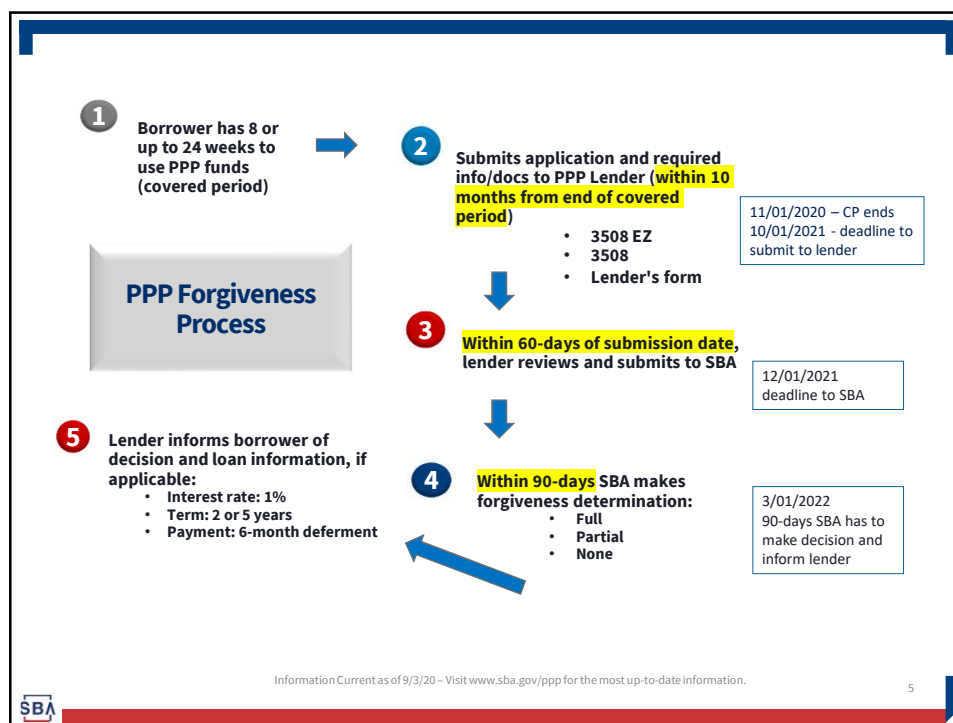 1
Borrower has 8 or
up to 24 weeks to
use PPP funds
(covered period)
2
Submits application and required
info/docs to PPP Lender (within 10
months from end of covered
period)
• 3508 EZ
• 3508
• Lender's form
11/01/2020 – CP ends
10/01/2021 - deadline to
submit to lender
PPP Forgiveness
Process
3
Within 60-days of submission date,
lender reviews and submits to SBA
12/01/2021
deadline to SBA
4
Within 90-days SBA makes
forgiveness determination:
• Full
• Partial
• None
3/01/2022
90-days SBA has to
make decision and
inform lender
5
Lender informs borrower of
decision and loan information, if
applicable:
• Interest rate: 1%
• Term: 2 or 5 years
• Payment: 6-month deferment
Information Current as of 9/3/20 – Visit www.sba.gov/ppp for the most up-to-date information.
5
SBA